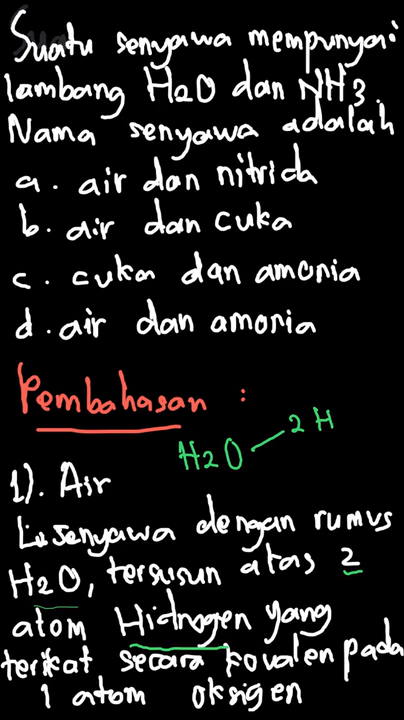 Suatu senyawa mempunyai
lambang H2O dan NH3.
Nama senyawa adalah
a. air dan nitrida
b. air dan cuka
c. cuka dan amonia
d. air dan amonia
Pembahasan :
H2O — 2 H
1). Air
↳ senyawa dengan rumus
H2O, tersusun atas 2
atom Hidrogen yang
terikat secara kovalen pada
1 atom oksigen